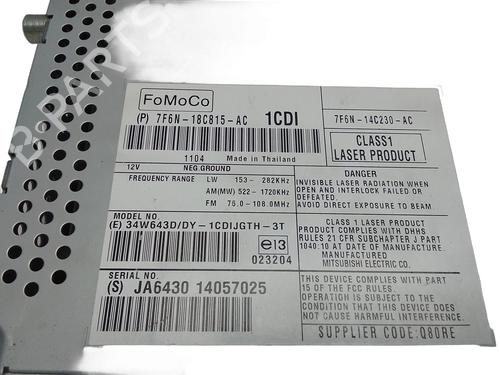 FoMoCo
(P) 7F6N-18C815-AC 1CDI
7F6N-14C230-AC
1104 Made in Thailand
CLASS1
LASER PRODUCT
12V NEG.GROUND
FREQUENCY RANGE LW 153- 282KHz
AM(MW) 522-1720KHz
FM 76.0-108.0MHz
DANGER
INVISIBLE LASER RADIATION WHEN
OPEN AND INTERLOCK FAILED OR
DEFEATED
AVOID DIRECT EXPOSURE TO BEAM
MODEL NO.
(E) 34W643D/DY-1CDIJGTH-3T
e13
023204
CLASS 1 LASER PRODUCT
THIS PRODUCT COMPLIES WITH DHHS
RULES 21 CFR SUBCHAPTER J PART
1040:10 AT DATE OF MANUFACTURE
MITSUBISHI ELECTRIC CO.
SERIAL NO.
(S) JA6430 14057025
THIS DEVICE COMPLIES WITH PART
15 OF THE FCC RULES.
OPERATION IS SUBJECT TO THE
CONDITION THAT THIS DEVICE DOES
NOT CAUSE HARMFUL INTERFERENCE
SUPPLIER CODE:Q80RE